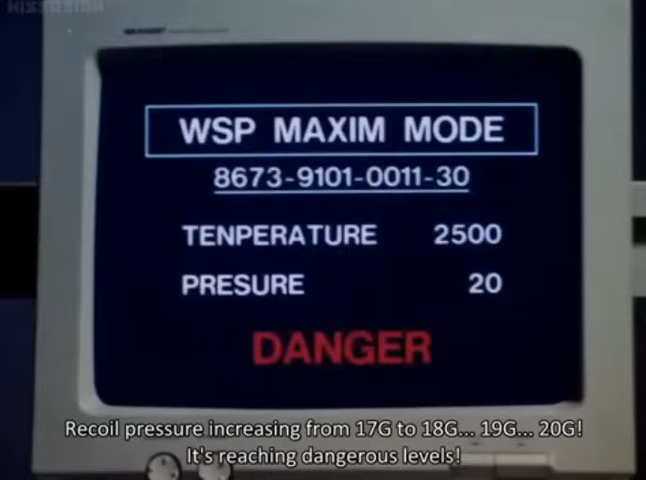 WSP MAXIM MODE
8673-9101-0011-30
TENPERATURE 2500
PRESURE 20
DANGER
Recoil pressure increasing from 17G to 18G... 19G... 20G!
It's reaching dangerous levels!